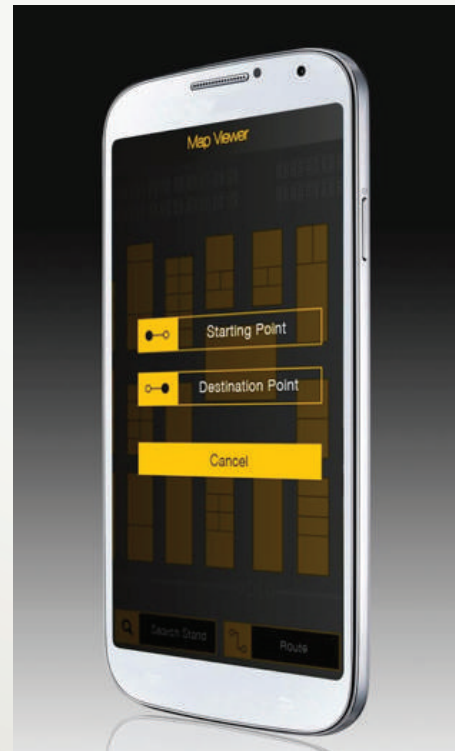 Map Viewer
Starting Point
Destination Point
Cancel
Search Stand
Route